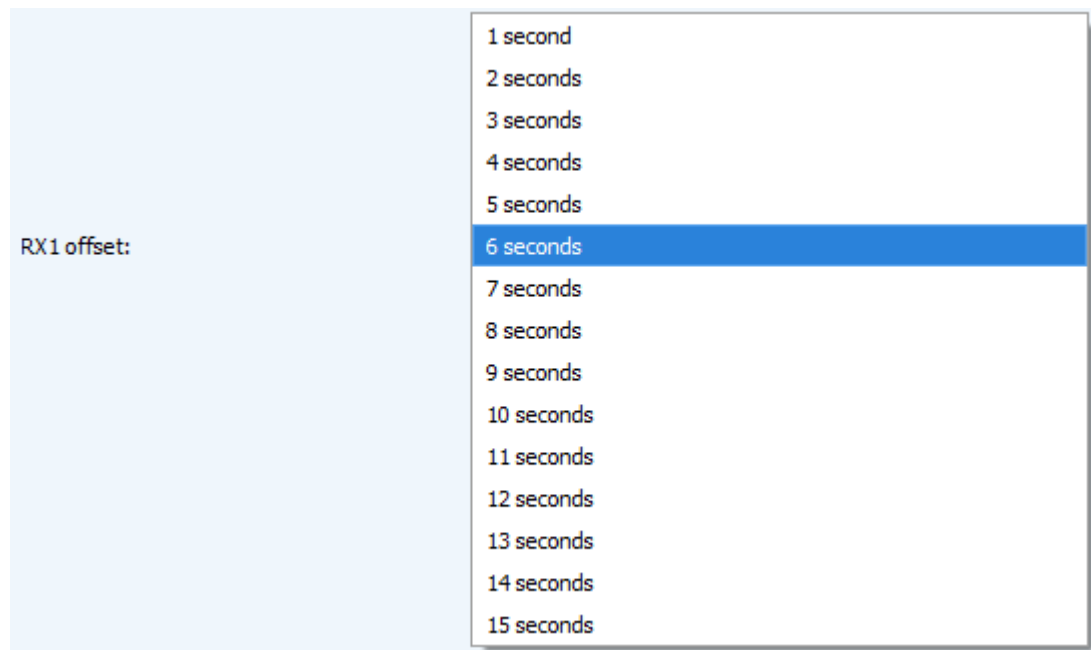 1 second
2 seconds
3 seconds
4 seconds
5 seconds
RX1 offset:
6 seconds
7 seconds
8 seconds
9 seconds
10 seconds
11 seconds
12 seconds
13 seconds
14 seconds
15 seconds